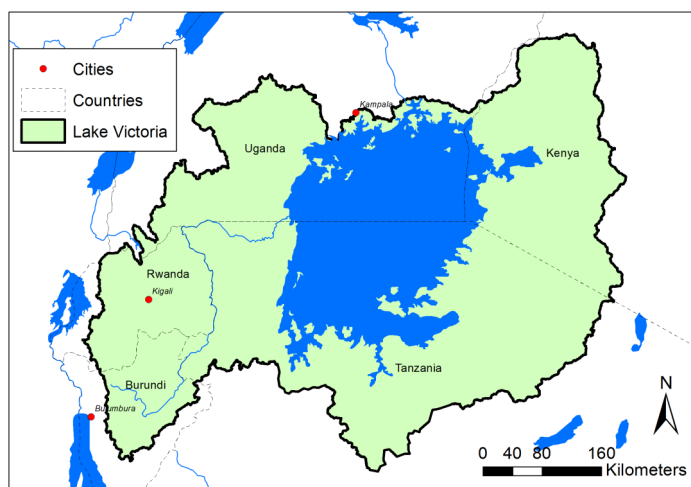 Cities
Countries
Lake Victoria
Kampala
Uganda
Kenya
Rwanda
Kigali
Tanzania
Burundi
Bujumbura
N
0 40 80 160
Kilometers